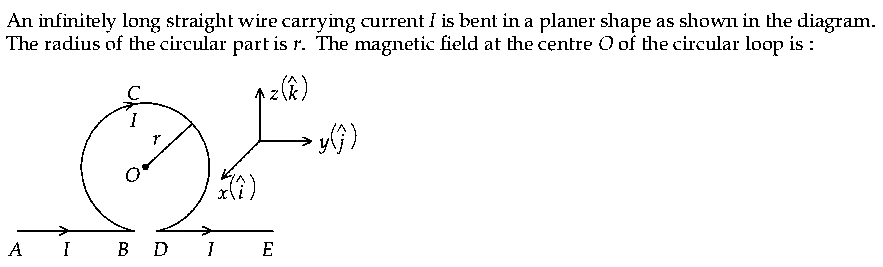 An infinitely long straight wire carrying current I is bent in a planer shape as shown in the diagram.
The radius of the circular part is r. The magnetic field at the centre O of the circular loop is :
C
z(k̂)
I
r
y(ĵ)
O
x(î)
A I B D I E